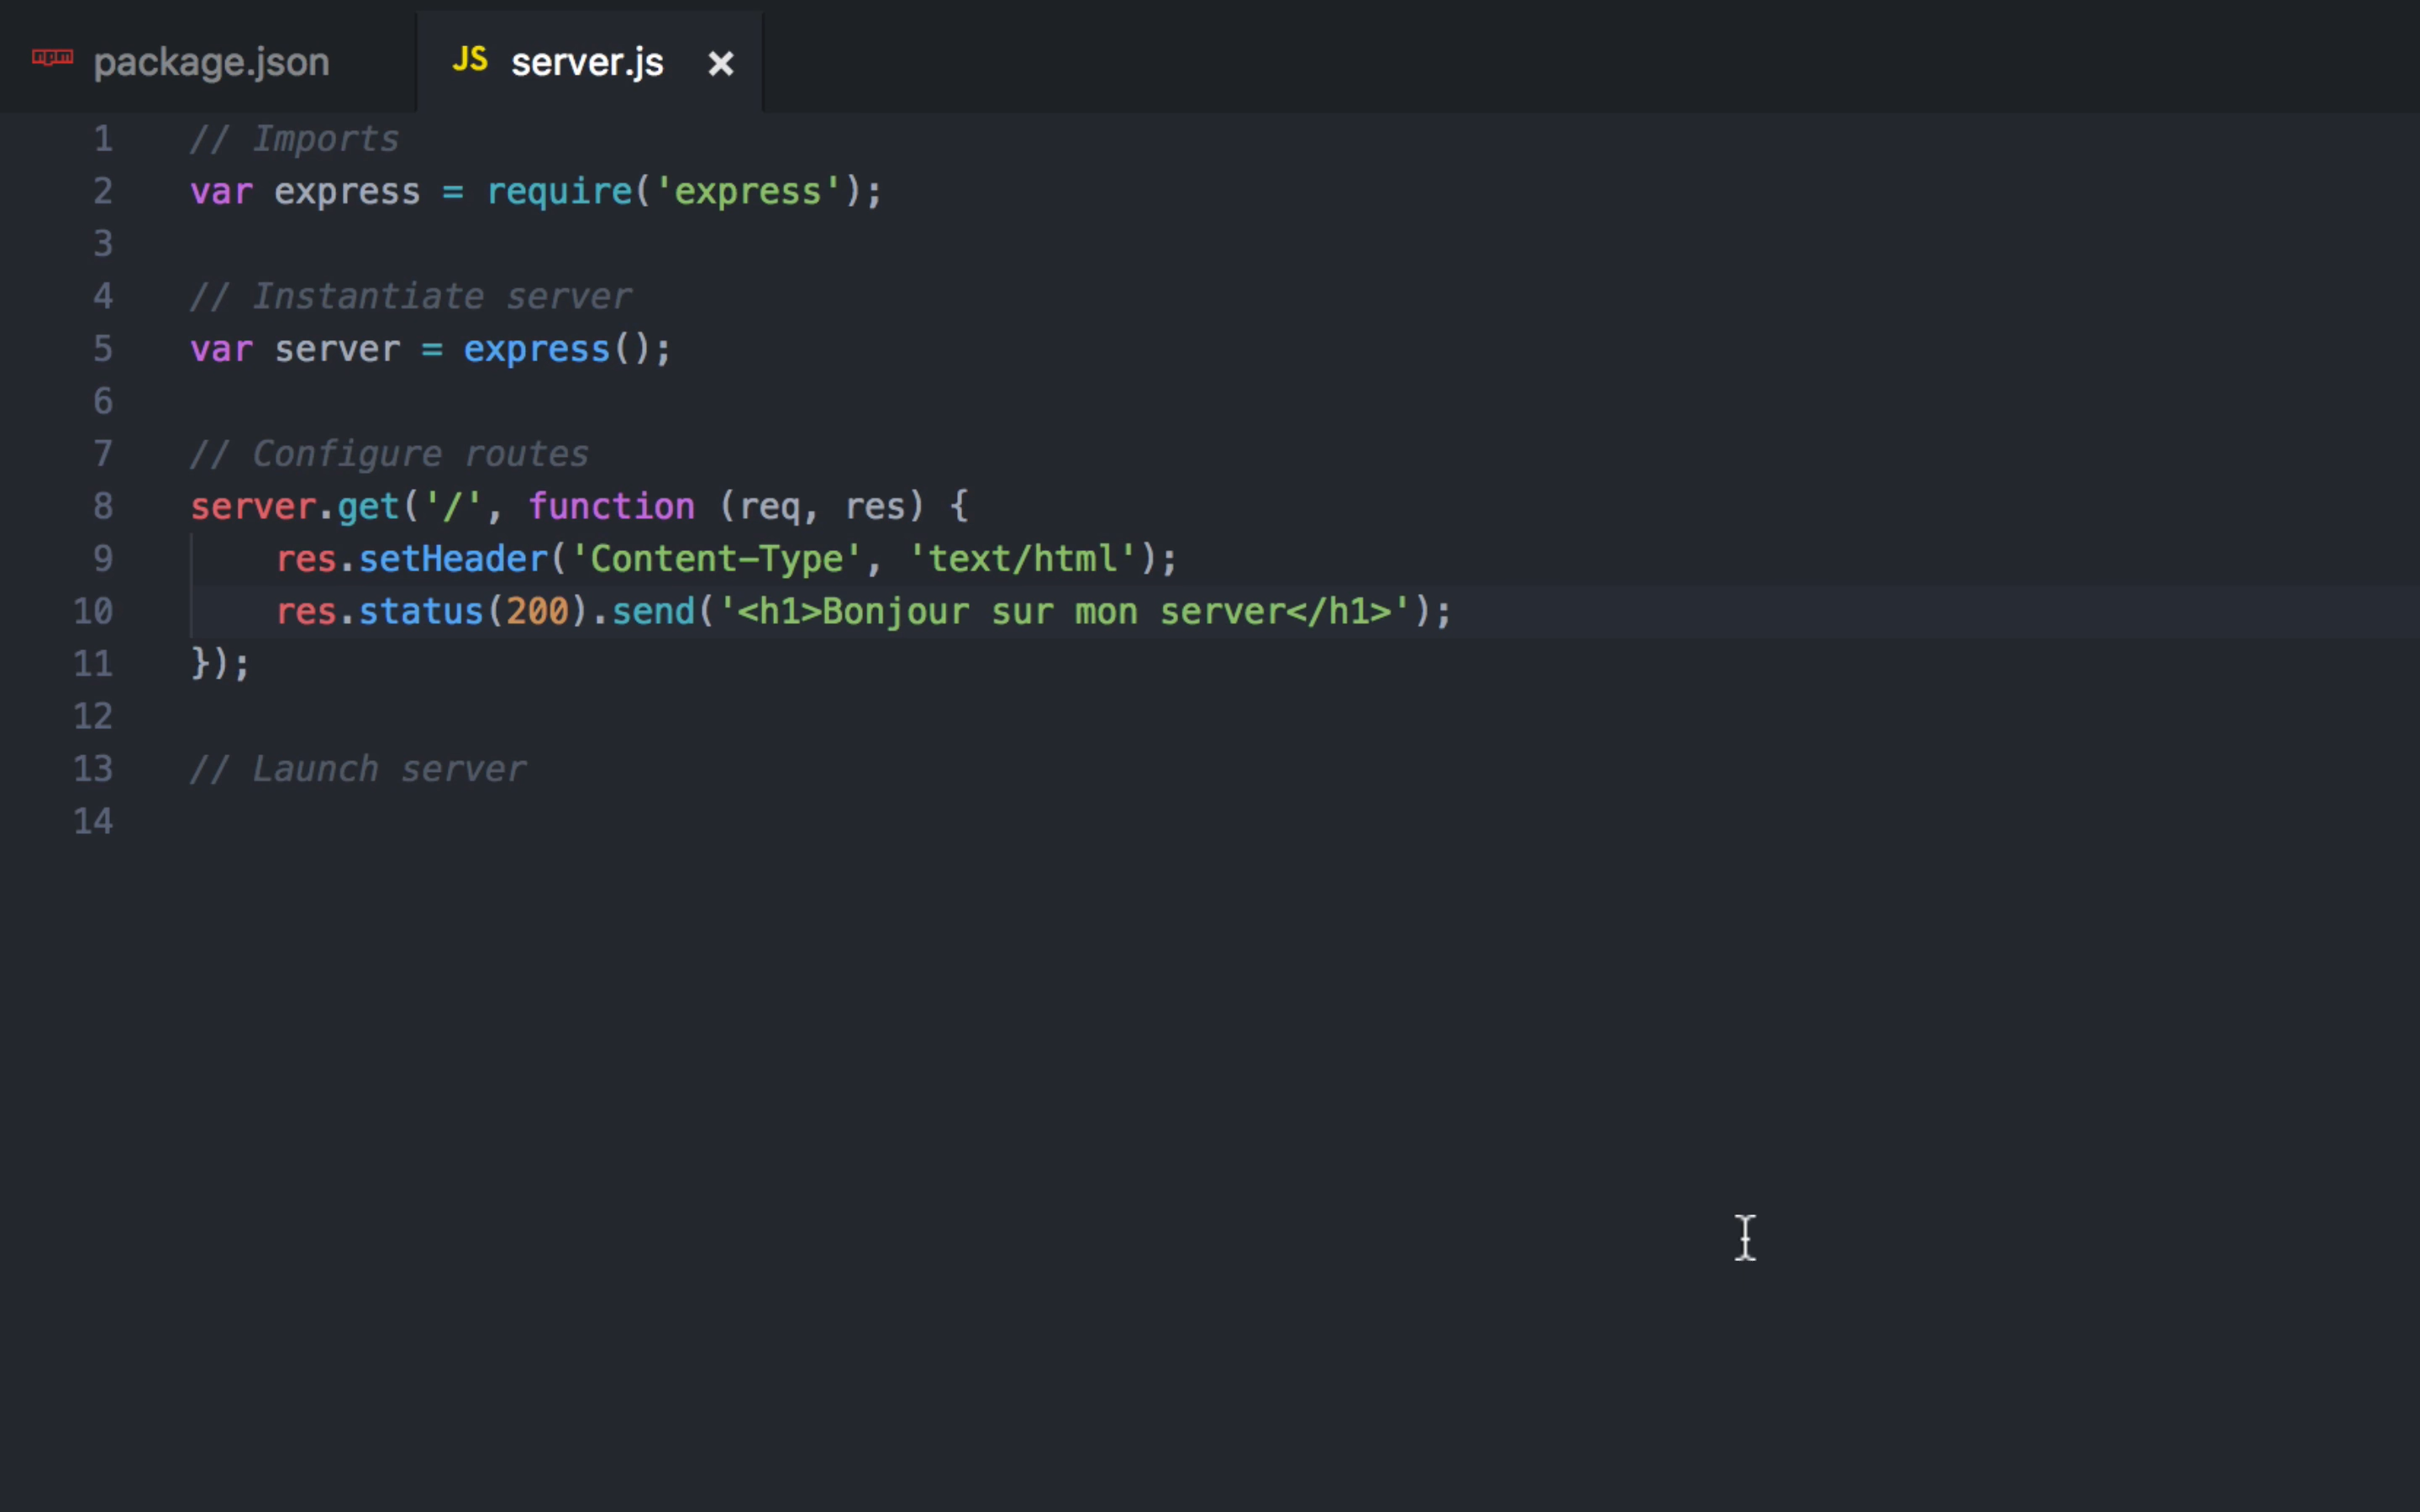 npm package.json JS server.js ×
1 // Imports
2 var express = require('express');
3
4 // Instantiate server
5 var server = express();
6
7 // Configure routes
8 server.get('/', function (req, res) {
9     res.setHeader('Content-Type', 'text/html');
10     res.status(200).send('<h1>Bonjour sur mon server</h1>');
11 });
12
13 // Launch server
14